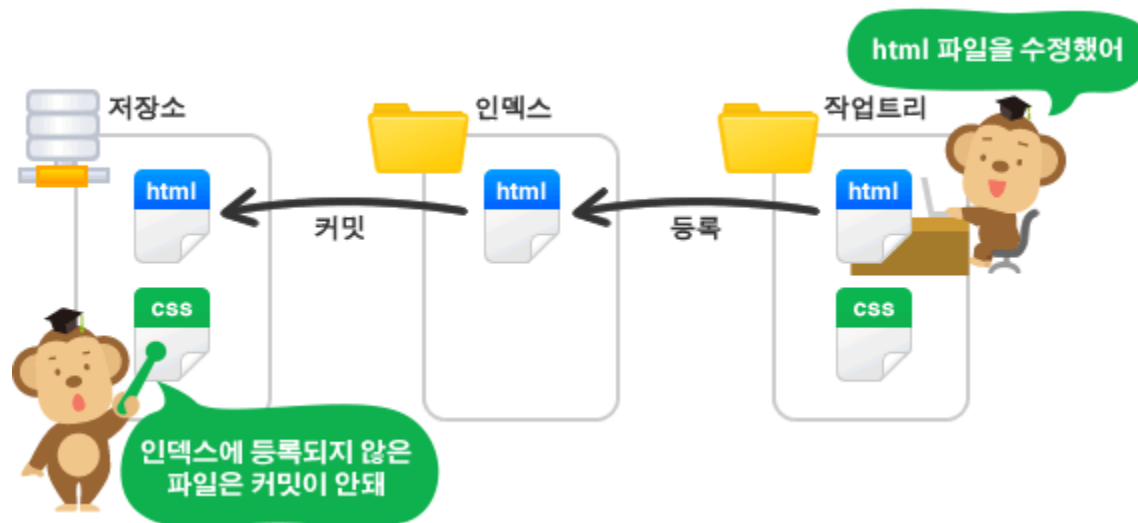 html 파일을 수정했어
저장소
인덱스
작업트리
html
html
html
커밋
등록
css
css
인덱스에 등록되지 않은
파일은 커밋이 안돼